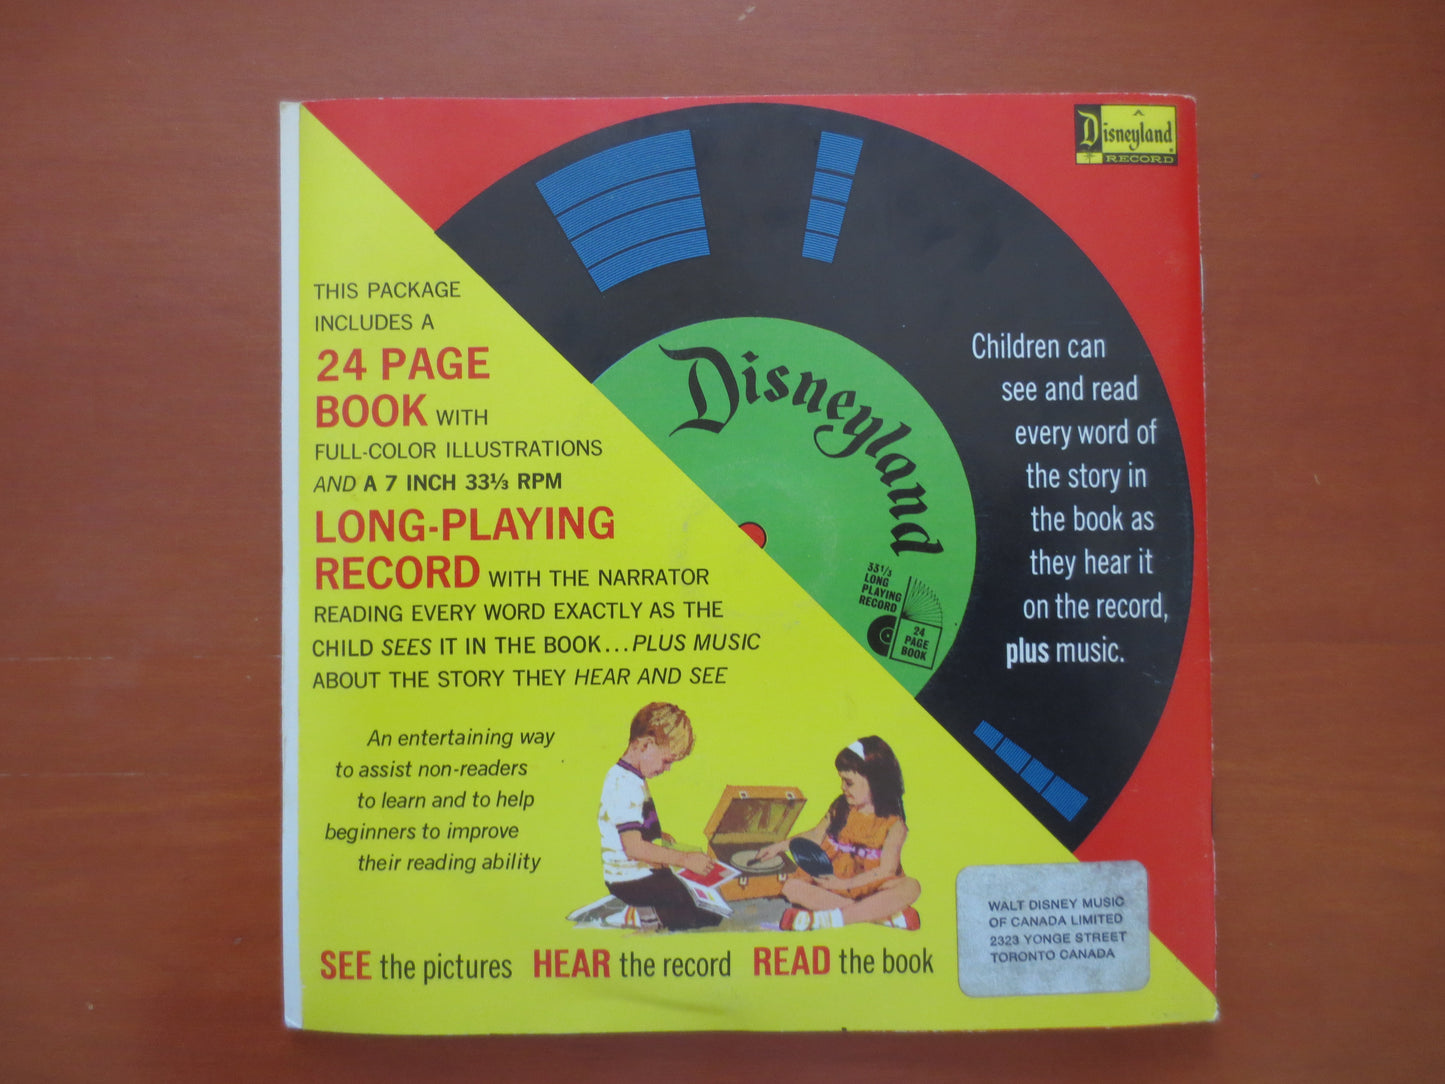 A
Disneyland
RECORD
THIS PACKAGE
INCLUDES A
24 PAGE
BOOK WITH
FULL-COLOR ILLUSTRATIONS
AND A 7 INCH 33⅓ RPM
LONG-PLAYING
RECORD WITH THE NARRATOR
READING EVERY WORD EXACTLY AS THE
CHILD SEES IT IN THE BOOK...PLUS MUSIC
ABOUT THE STORY THEY HEAR AND SEE
An entertaining way
to assist non-readers
to learn and to help
beginners to improve
their reading ability
Disneyland
33⅓
LONG
PLAYING
RECORD
24
PAGE
BOOK
Children can
see and read
every word of
the story in
the book as
they hear it
on the record,
plus music.
SEE the pictures HEAR the record READ the book
WALT DISNEY MUSIC
OF CANADA LIMITED
2323 YONGE STREET
TORONTO CANADA